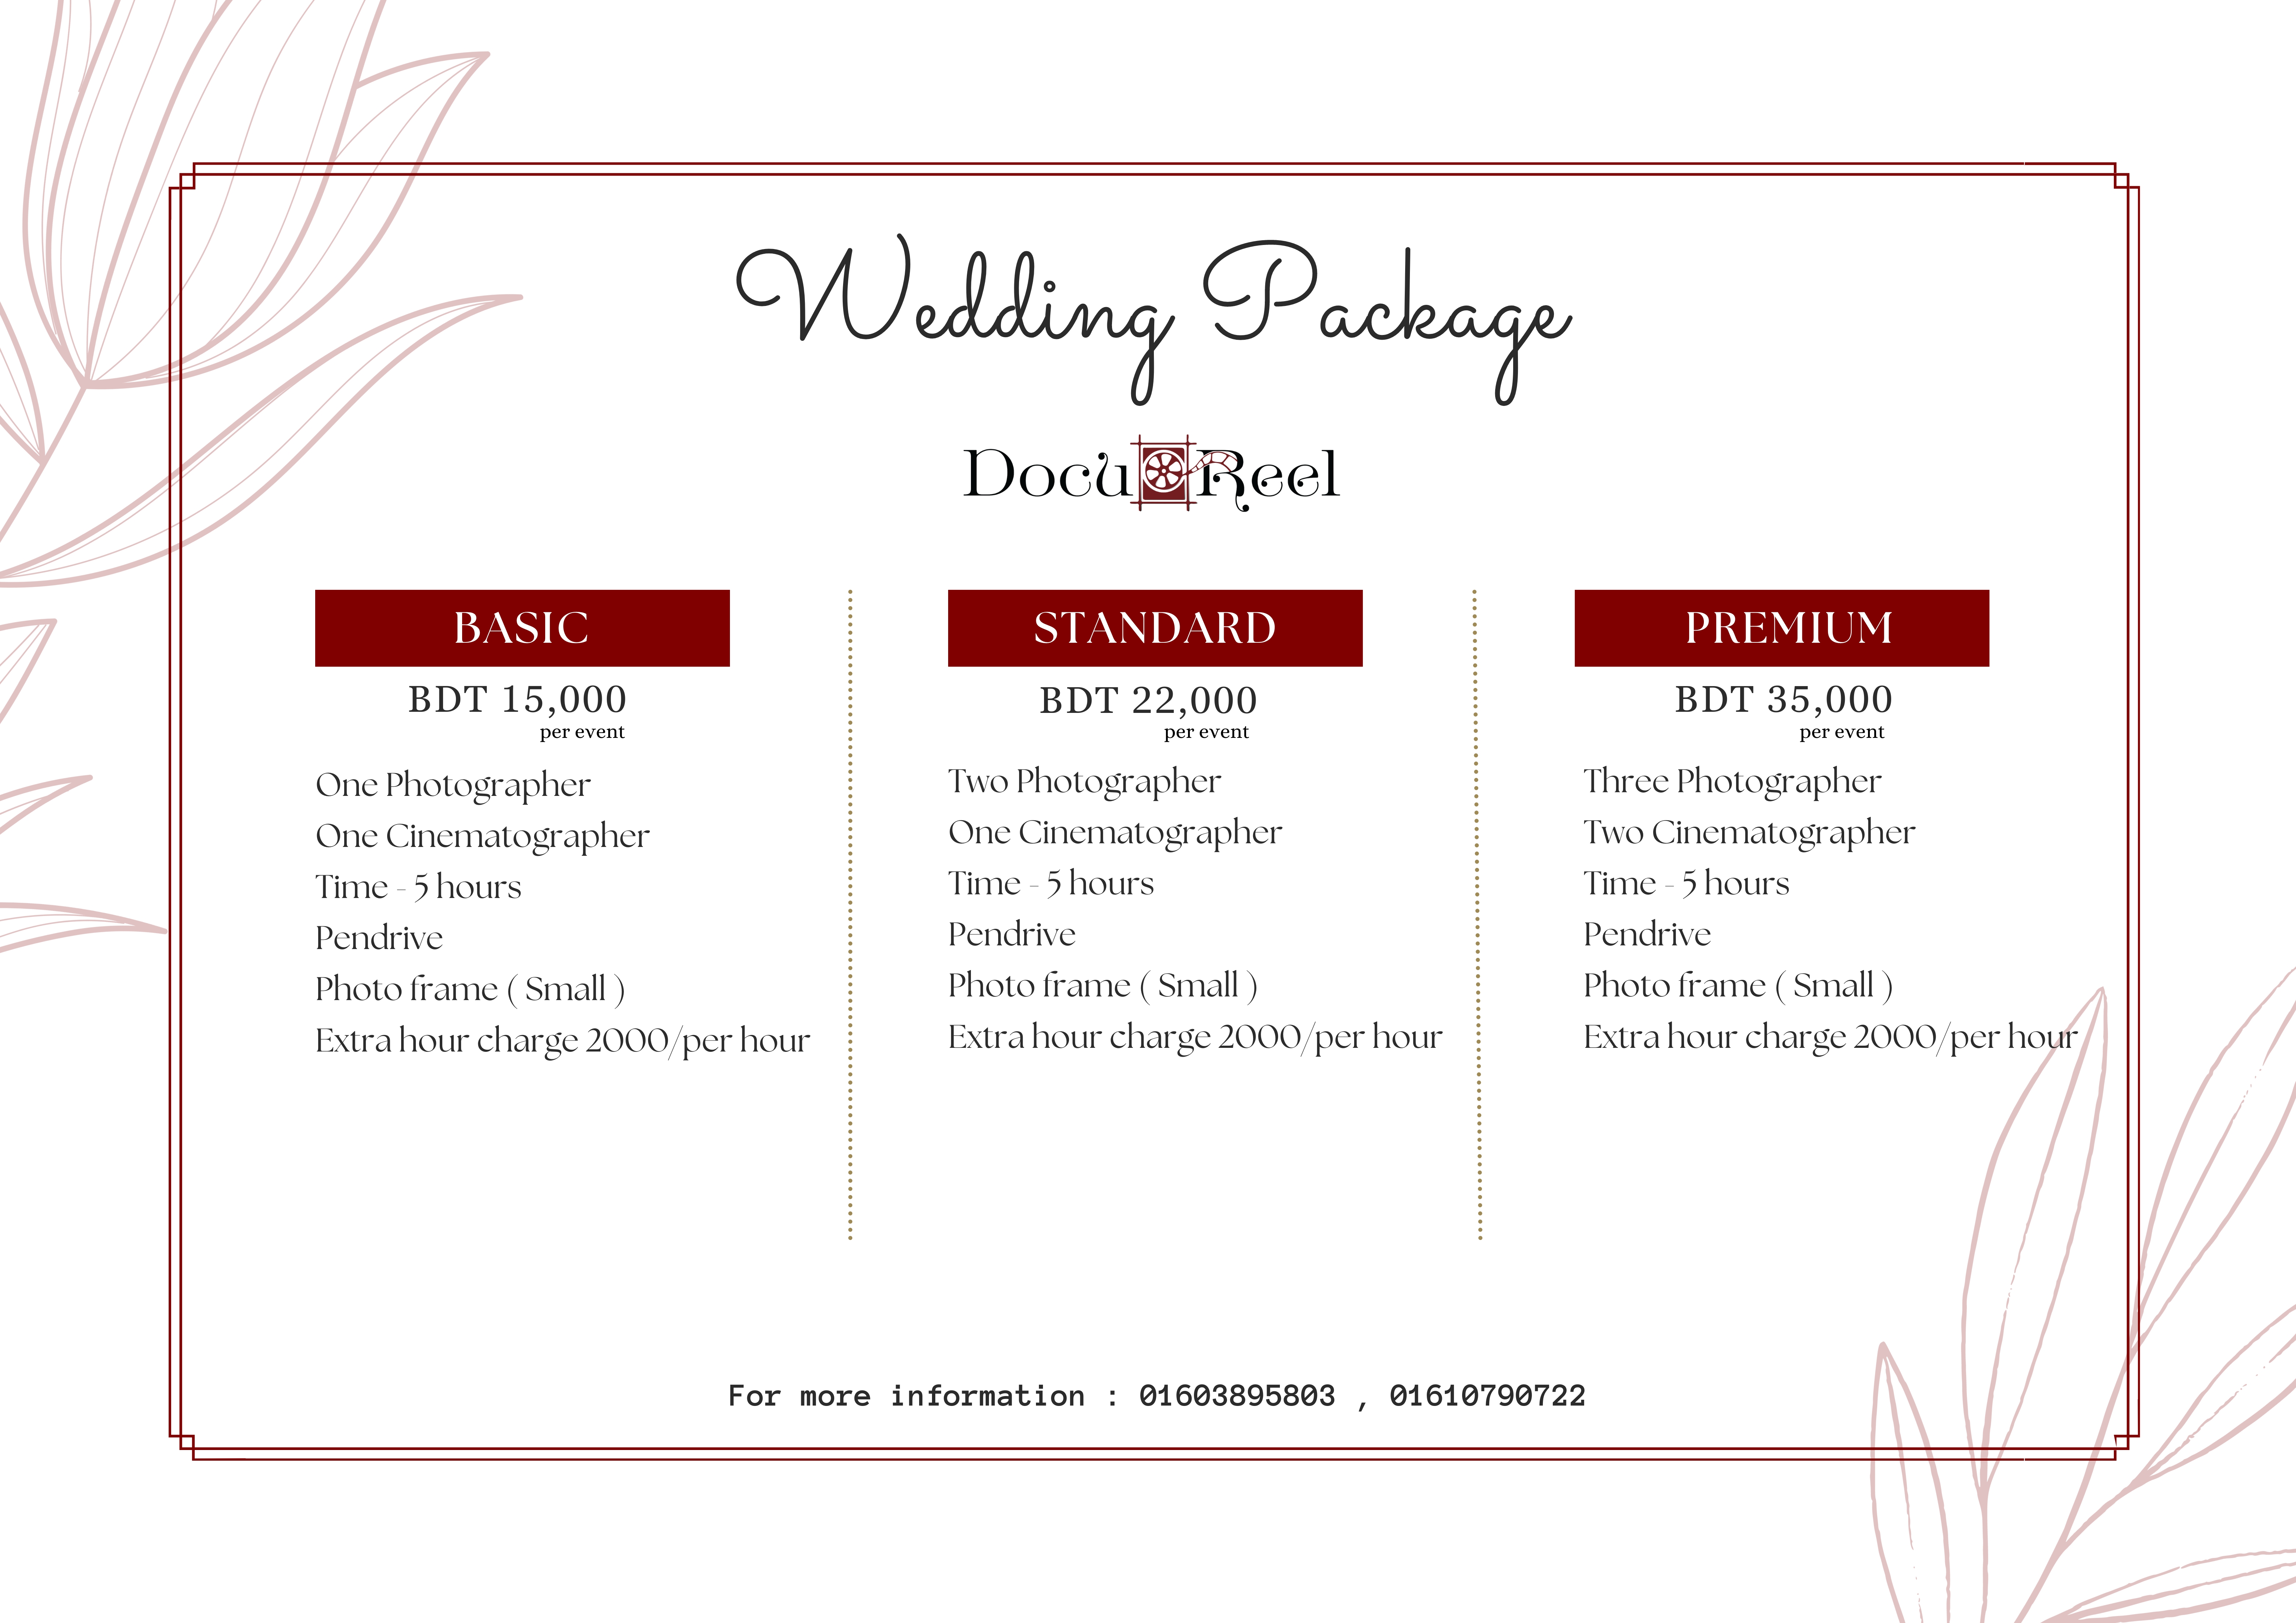 Wedding Package
Docu Reel
BASIC
BDT 15,000
per event
One Photographer
One Cinematographer
Time - 5 hours
Pendrive
Photo frame ( Small )
Extra hour charge 2000/per hour
STANDARD
BDT 22,000
per event
Two Photographer
One Cinematographer
Time - 5 hours
Pendrive
Photo frame ( Small )
Extra hour charge 2000/per hour
PREMIUM
BDT 35,000
per event
Three Photographer
Two Cinematographer
Time - 5 hours
Pendrive
Photo frame ( Small )
Extra hour charge 2000/per hour
For more information : 01603895803 , 01610790722